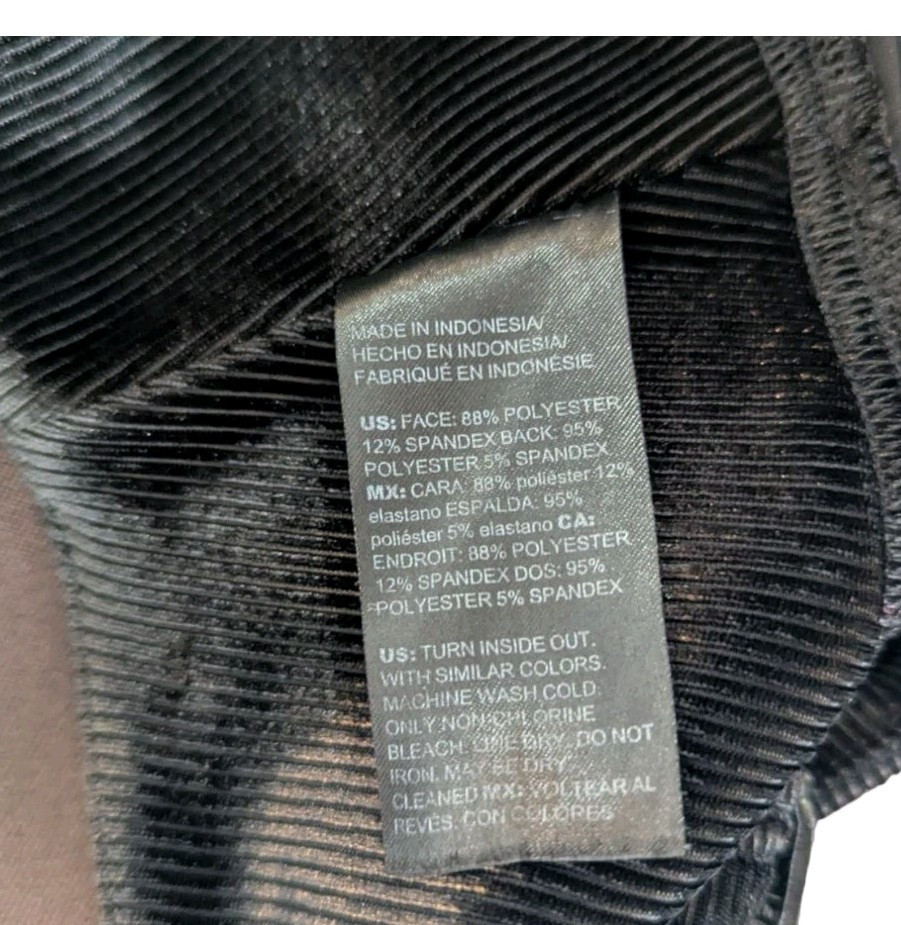 MADE IN INDONESIA/
HECHO EN INDONESIA/
FABRIQUÉ EN INDONÉSIE
US: FACE: 88% POLYESTER
12% SPANDEX BACK: 95%
POLYESTER 5% SPANDEX
MX: CARA: 88% poliéster 12%
elastano ESPALDA: 95%
poliéster 5% elastano CA:
ENDROIT: 88% POLYESTER
12% SPANDEX DOS: 95%
POLYESTER 5% SPANDEX
US: TURN INSIDE OUT.
WITH SIMILAR COLORS.
MACHINE WASH COLD.
ONLY NON-CHLORINE
BLEACH. LINE DRY. DO NOT
IRON. MAY BE DRY
CLEANED MX: VOLTEAR AL
REVÉS. CON COLORES